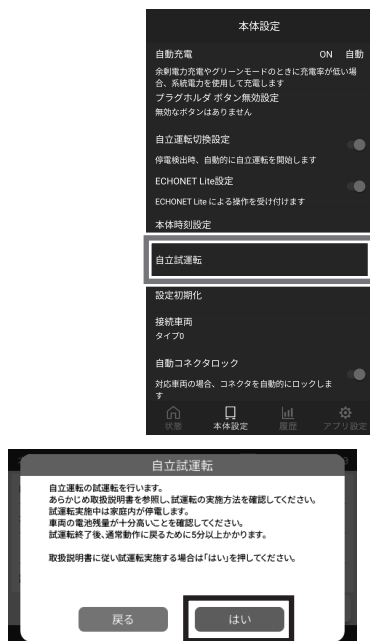 本体設定
自動充電 ON 自動
余剰電力充電やグリーンモードのときに充電率が低い場
合、系統電力を使用して充電します
プラグホルダ ボタン無効設定
無効なボタンはありません
自立運転切換設定
停電検出時、自動的に自立運転を開始します
ECHONET Lite設定
ECHONET Lite による操作を受け付けます
本体時刻設定
自立試運転
設定初期化
接続車両
タイプ0
自動コネクタロック
対応車両の場合、コネクタを自動的にロックしま
す
状態 本体設定 履歴 アプリ設定
自立試運転
自立運転の試運転を行います。
あらかじめ取扱説明書を参照し、試運転の実施方法を確認してください。
試運転実施中は家庭内が停電します。
車両の電池残量が十分高いことを確認してください。
試運転終了後、通常動作に戻るために5分以上かかります。
取扱説明書に従い試運転実施する場合は「はい」を押してください。
戻る はい